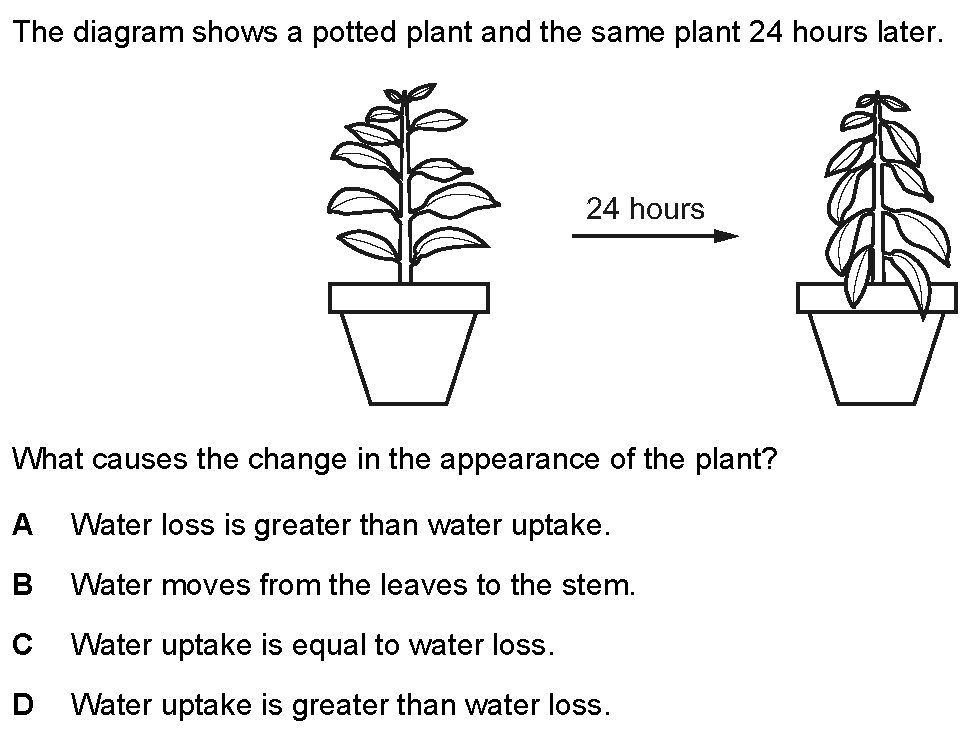 The diagram shows a potted plant and the same plant 24 hours later.
24 hours
What causes the change in the appearance of the plant?
A Water loss is greater than water uptake.
B Water moves from the leaves to the stem.
C Water uptake is equal to water loss.
D Water uptake is greater than water loss.